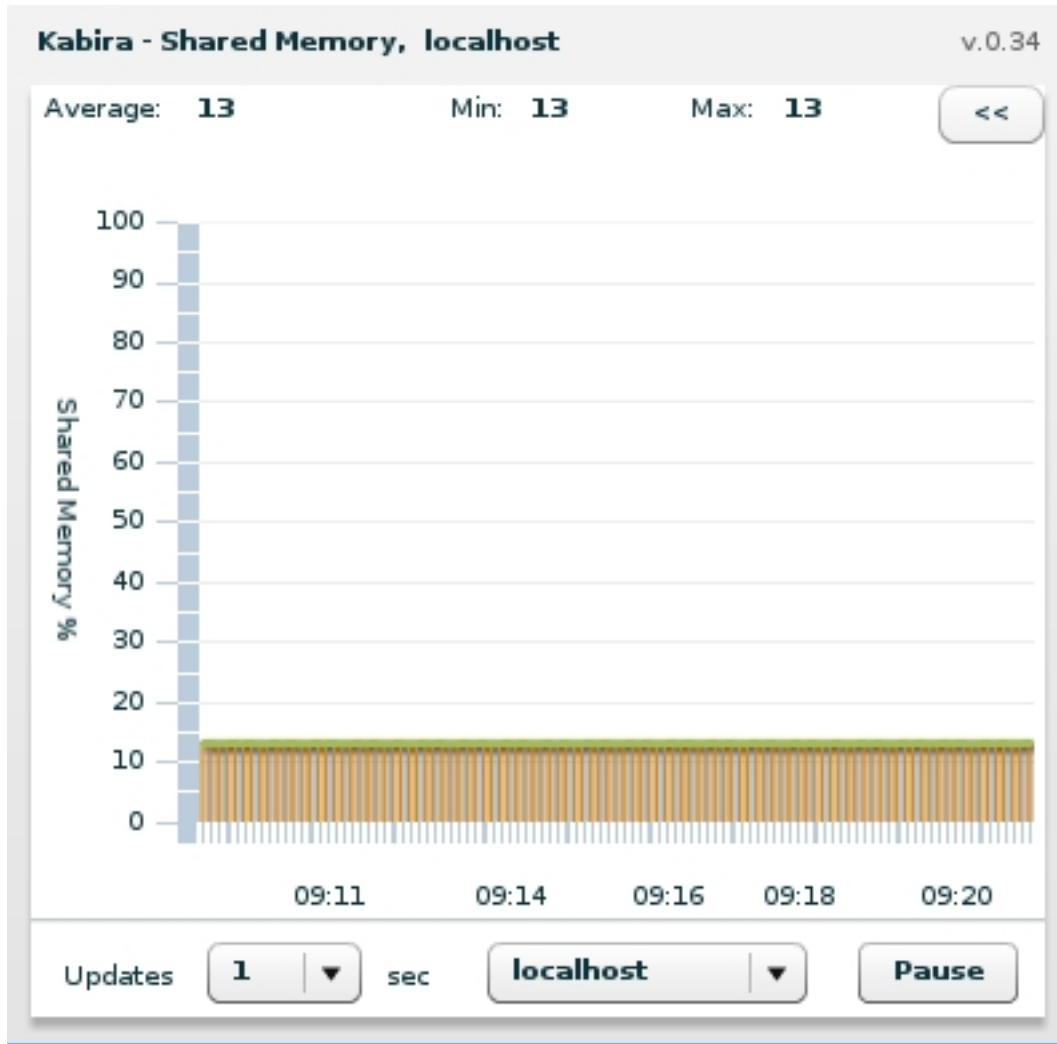 Kabira - Shared Memory, localhost v.0.34
Average: 13 Min: 13 Max: 13 <<
100
90
80
70
60
50
40
30
20
10
0
Shared Memory %
09:11 09:14 09:16 09:18 09:20
Updates 1 sec localhost Pause